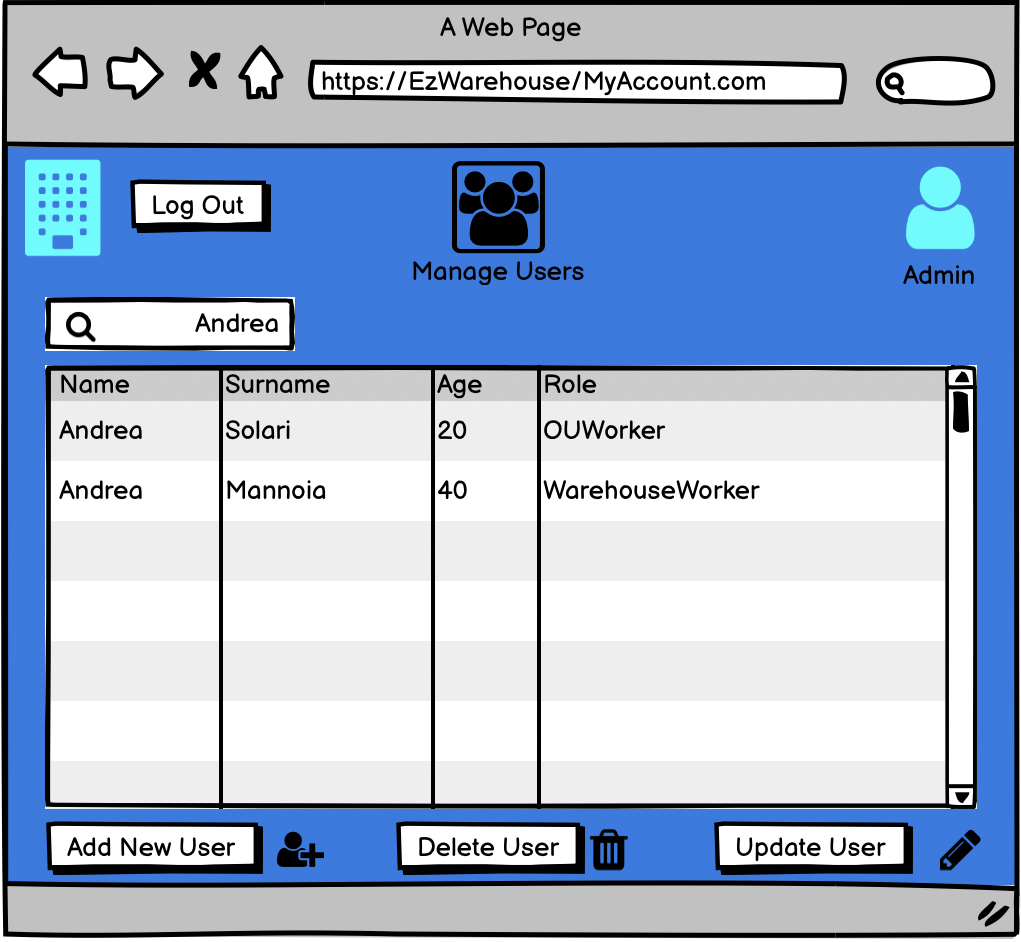 A Web Page
https://EzWarehouse/MyAccount.com
Log Out
Manage Users
Admin
Andrea
Name Surname Age Role
Andrea Solari 20 OUWorker
Andrea Mannoia 40 WarehouseWorker
Add New User Delete User Update User